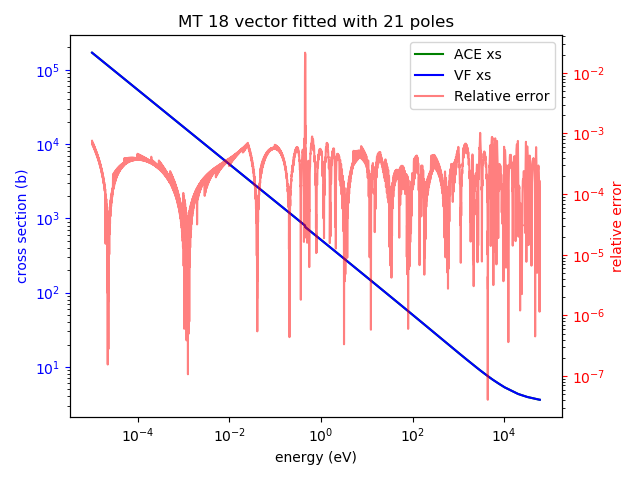 MT 18 vector fitted with 21 poles
ACE xs
VF xs
Relative error
cross section (b)
10^5
10^4
10^3
10^2
10^1
10^-2
10^-3
10^-4
10^-5
10^-6
10^-7
relative error
10^-4
10^-2
10^0
10^2
10^4
energy (eV)